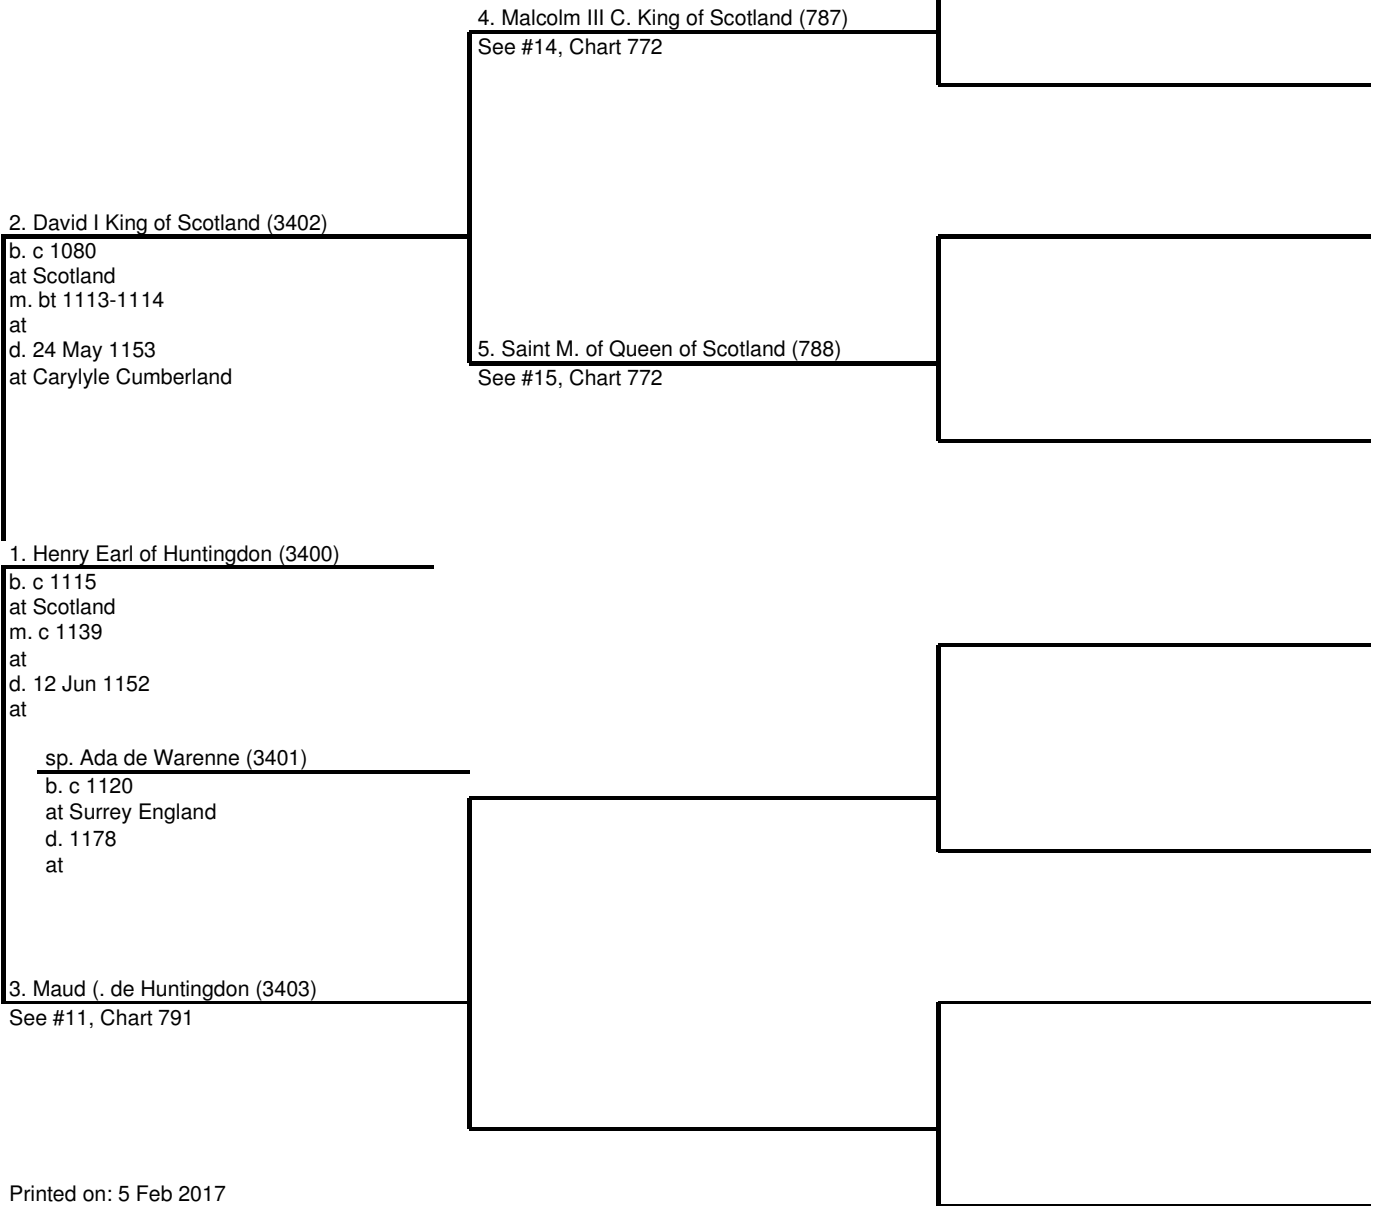 4. Malcolm III C. King of Scotland (787)
See #14, Chart 772
2. David I King of Scotland (3402)
b. c 1080
at Scotland
m. bt 1113-1114
at
d. 24 May 1153
at Carylyle Cumberland
5. Saint M. of Queen of Scotland (788)
See #15, Chart 772
1. Henry Earl of Huntingdon (3400)
b. c 1115
at Scotland
m. c 1139
at
d. 12 Jun 1152
at
sp. Ada de Warenne (3401)
b. c 1120
at Surrey England
d. 1178
at
3. Maud (. de Huntingdon (3403)
See #11, Chart 791
Printed on: 5 Feb 2017